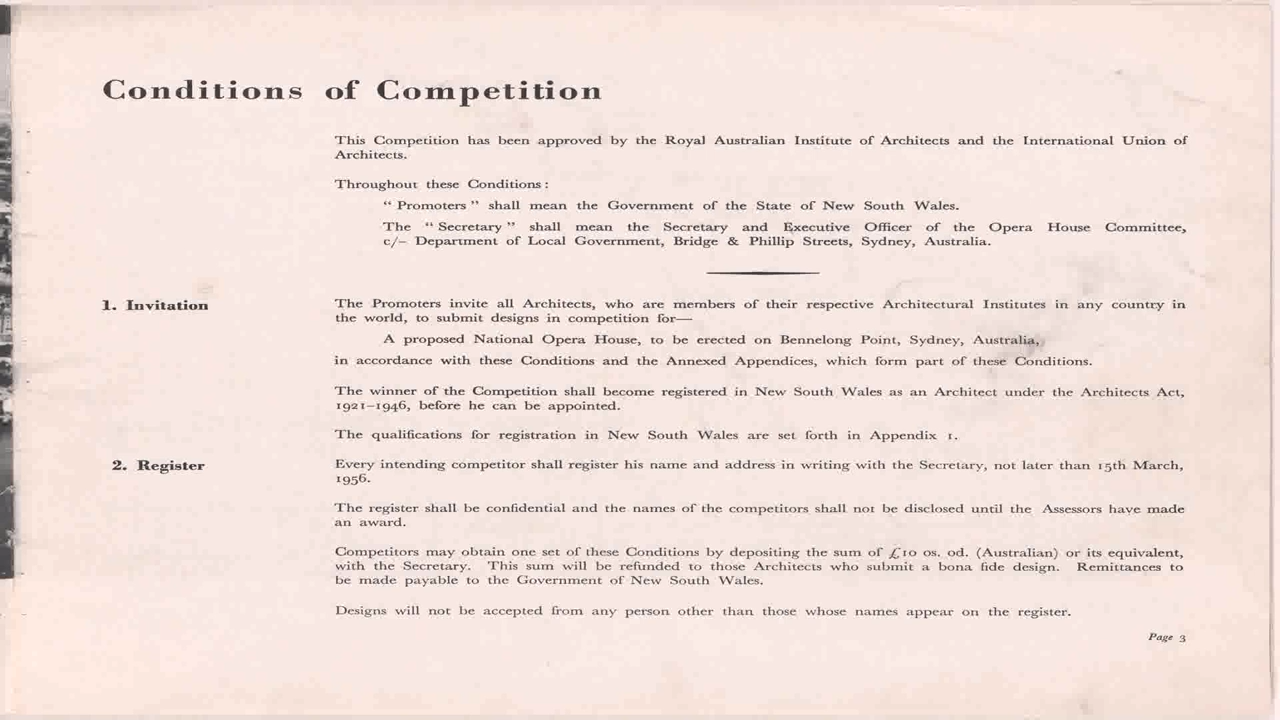 Conditions of Competition
This Competition has been approved by the Royal Australian Institute of Architects and the International Union of
Architects.
Throughout these Conditions :
“ Promoters ” shall mean the Government of the State of New South Wales.
The “ Secretary ” shall mean the Secretary and Executive Officer of the Opera House Committee,
c/– Department of Local Government, Bridge & Phillip Streets, Sydney, Australia.
1. Invitation
The Promoters invite all Architects, who are members of their respective Architectural Institutes in any country in
the world, to submit designs in competition for—
A proposed National Opera House, to be erected on Bennelong Point, Sydney, Australia,
in accordance with these Conditions and the Annexed Appendices, which form part of these Conditions.
The winner of the Competition shall become registered in New South Wales as an Architect under the Architects Act,
1921–1946, before he can be appointed.
The qualifications for registration in New South Wales are set forth in Appendix 1.
2. Register
Every intending competitor shall register his name and address in writing with the Secretary, not later than 15th March,
1956.
The register shall be confidential and the names of the competitors shall not be disclosed until the Assessors have made
an award.
Competitors may obtain one set of these Conditions by depositing the sum of £10 0s. 0d. (Australian) or its equivalent,
with the Secretary. This sum will be refunded to those Architects who submit a bona fide design. Remittances to
be made payable to the Government of New South Wales.
Designs will not be accepted from any person other than those whose names appear on the register.
Page 3